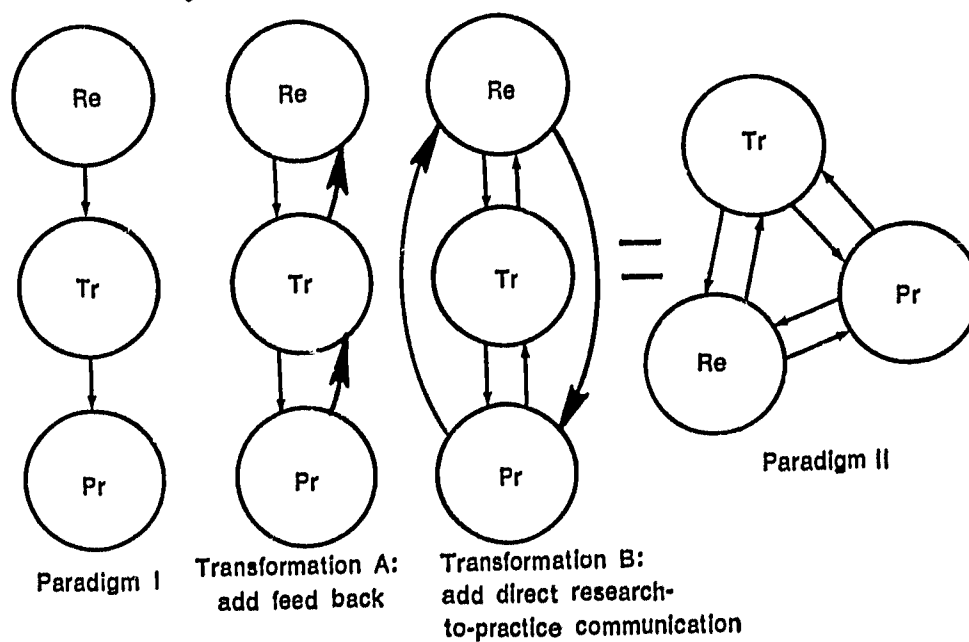 Re
Tr
Pr
Paradigm I
Re
Tr
Pr
Transformation A:
add feed back
Re
Tr
Pr
Transformation B:
add direct research-
to-practice communication
=
Tr
Pr
Re
Paradigm II